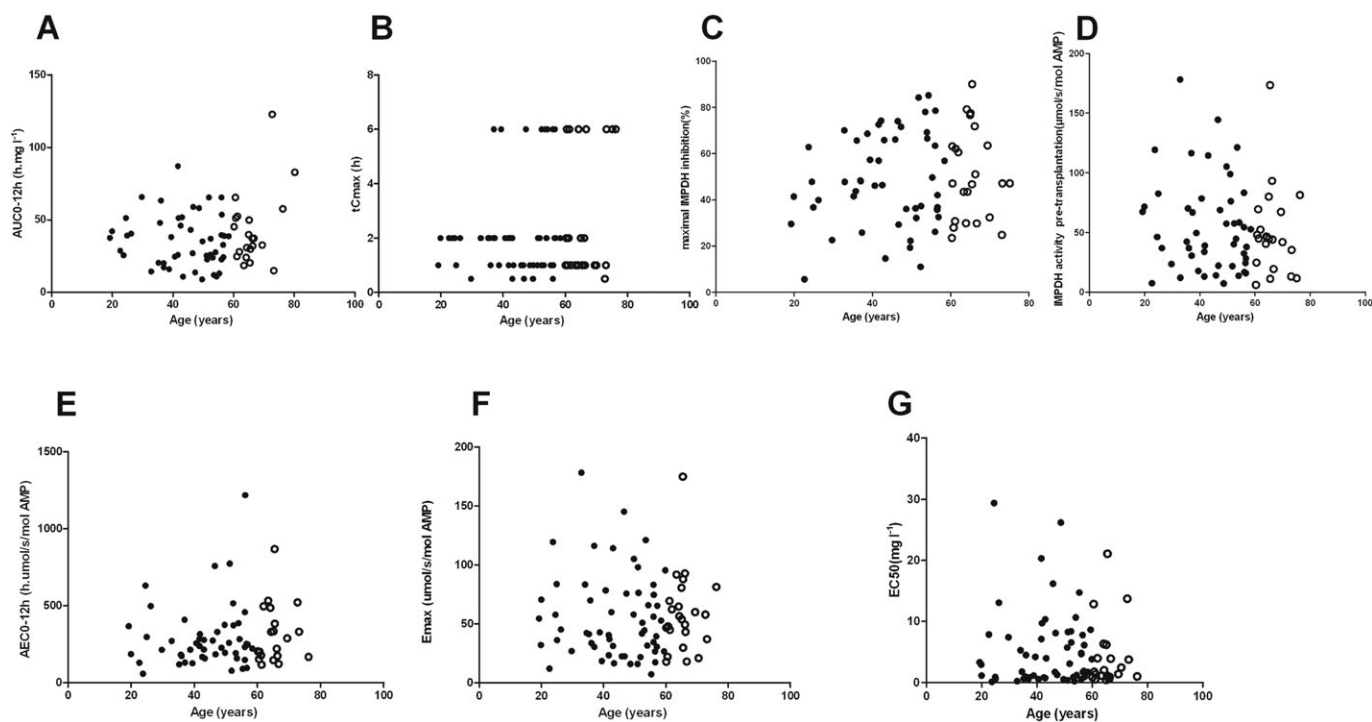 A
AUC0-12h (h.mg l⁻¹)
150
100
50
0
0 20 40 60 80 100
Age (years)
B
tCmax (h)
8
6
4
2
0
0 20 40 60 80 100
Age (years)
C
maximal IMPDH inhibition(%)
100
80
60
40
20
0
0 20 40 60 80
Age (years)
D
IMPDH activity pre-transplantation(µmol/s/mol AMP)
200
150
100
50
0
0 20 40 60 80 100
Age (years)
E
AEC0-12h (h.umol/s/mol AMP)
1500
1000
500
0
0 20 40 60 80 100
Age (years)
F
Emax (umol/s/mol AMP)
200
150
100
50
0
0 20 40 60 80 100
Age (years)
G
EC50(mg l⁻¹)
40
30
20
10
0
0 20 40 60 80 100
Age (years)